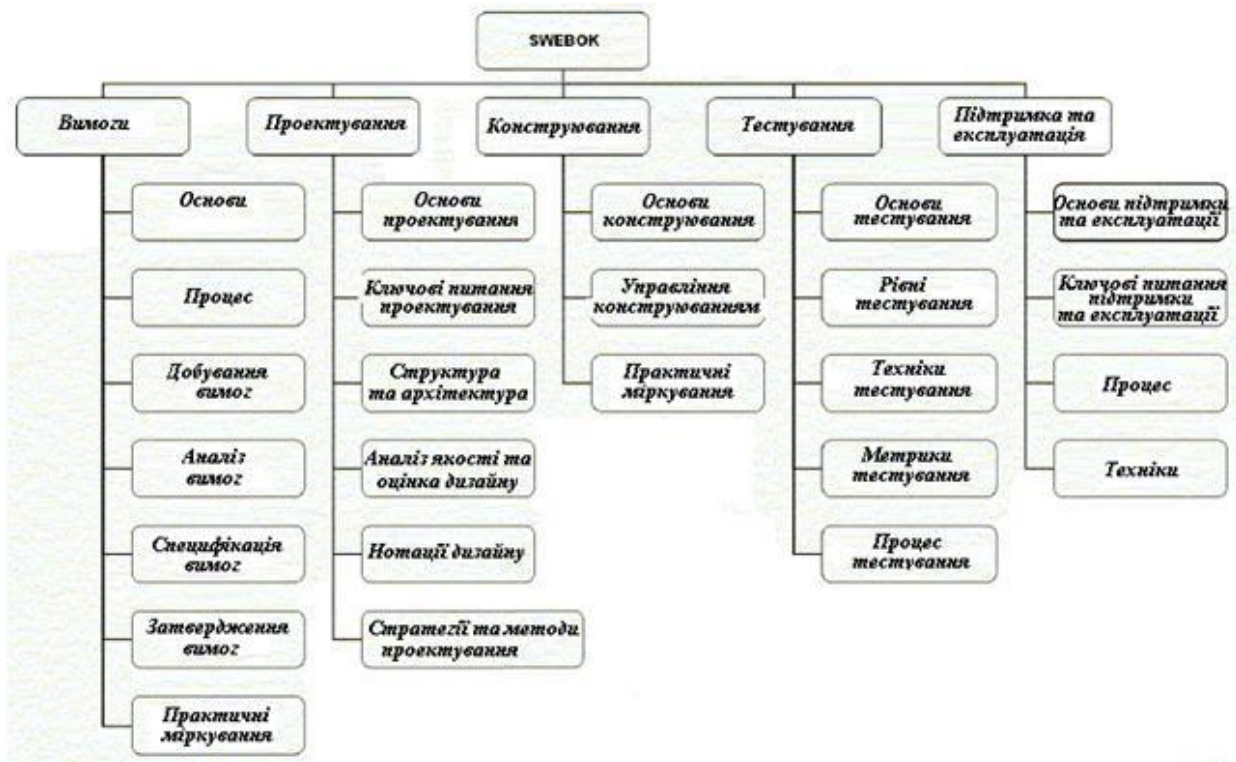 SWEBOK
Вимоги
Проектування
Конструювання
Тестування
Підтримка та
експлуатація
Основи
Процес
Добування
вимог
Аналіз
вимог
Специфікація
вимог
Затвердження
вимог
Практичні
міркування
Основи
проектування
Ключові питання
проектування
Структура
та архітектура
Аналіз якості та
оцінка дизайну
Нотації дизайну
Стратегії та методи
проектування
Основи
конструювання
Управління
конструюванням
Практичні
міркування
Основи
тестування
Рівні
тестування
Техніки
тестування
Метрики
тестування
Процес
тестування
Основи підтримки
та експлуатації
Ключові питання
підтримки
та експлуатації
Процес
Техніки